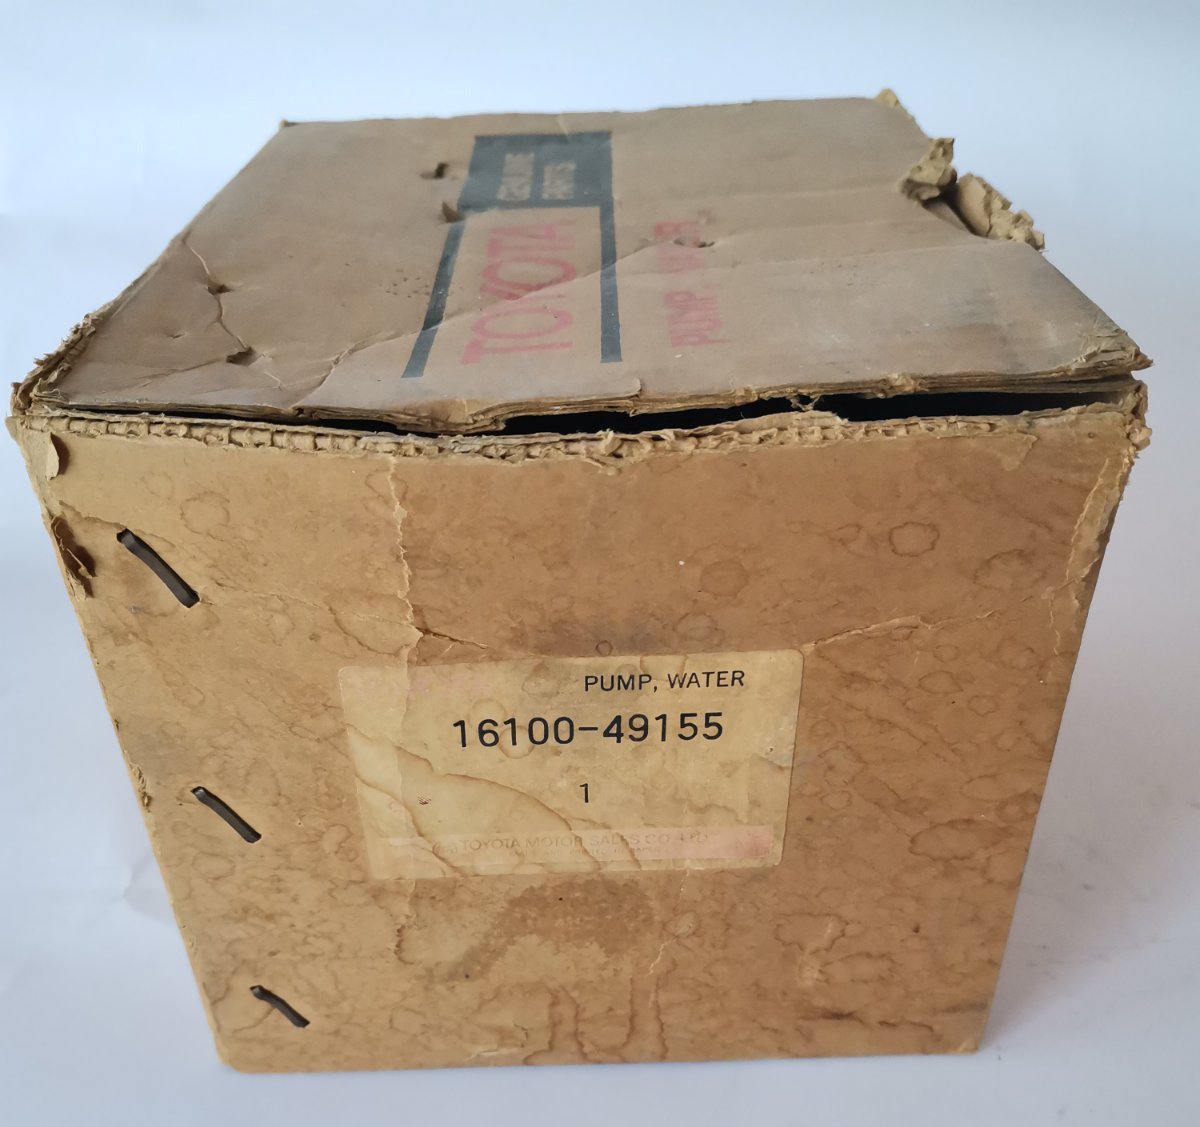 GENUINE
PARTS
TOYOTA
PUMP, WATER
PUMP, WATER
16100-49155
1
TOYOTA MOTOR SALES CO., LTD.